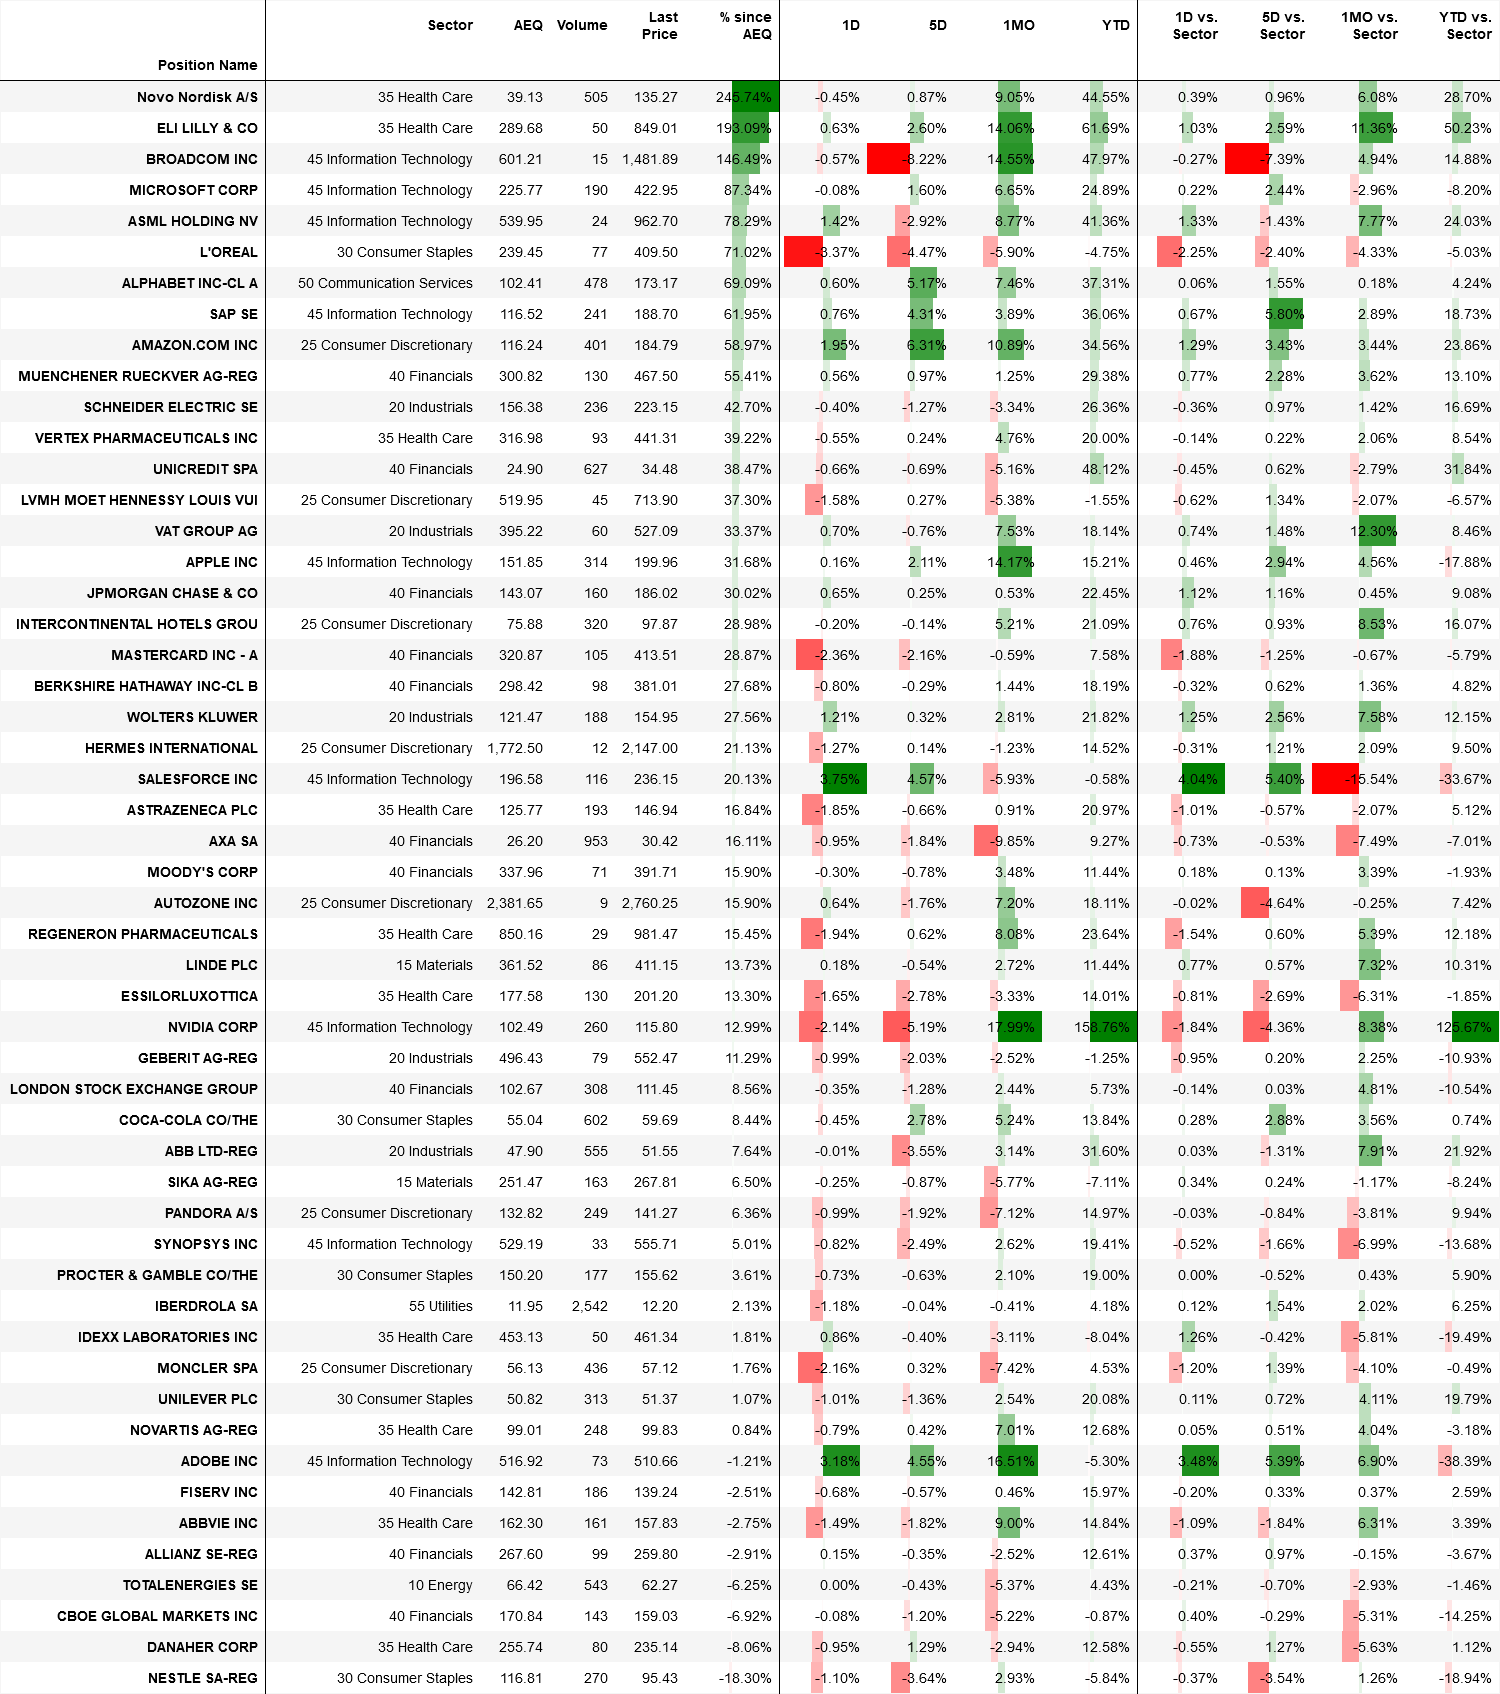 Position Name Sector AEQ Volume Last Price % since AEQ 1D 5D 1MO YTD 1D vs. Sector 5D vs. Sector 1MO vs. Sector YTD vs. Sector
Novo Nordisk A/S 35 Health Care 39.13 505 135.27 245.74% -0.45% 0.87% 9.05% 44.55% 0.39% 0.96% 6.08% 28.70%
ELI LILLY & CO 35 Health Care 289.68 50 849.01 193.09% 0.63% 2.60% 14.06% 61.69% 1.03% 2.59% 11.36% 50.23%
BROADCOM INC 45 Information Technology 601.21 15 1,481.89 146.49% -0.57% -8.22% 14.55% 47.97% -0.27% -7.39% 4.94% 14.88%
MICROSOFT CORP 45 Information Technology 225.77 190 422.95 87.34% -0.08% 1.60% 6.65% 24.89% 0.22% 2.44% -2.96% -8.20%
ASML HOLDING NV 45 Information Technology 539.95 24 962.70 78.29% 1.42% -2.92% 8.77% 41.36% 1.33% -1.43% 7.77% 24.03%
L'OREAL 30 Consumer Staples 239.45 77 409.50 71.02% -3.37% -4.47% -5.90% -4.75% -2.25% -2.40% -4.33% -5.03%
ALPHABET INC-CL A 50 Communication Services 102.41 478 173.17 69.09% 0.60% 5.17% 7.46% 37.31% 0.06% 1.55% 0.18% 4.24%
SAP SE 45 Information Technology 116.52 241 188.70 61.95% 0.76% 4.31% 3.89% 36.06% 0.67% 5.80% 2.89% 18.73%
AMAZON.COM INC 25 Consumer Discretionary 116.24 401 184.79 58.97% 1.95% 6.31% 10.89% 34.56% 1.29% 3.43% 3.44% 23.86%
MUENCHENER RUECKVER AG-REG 40 Financials 300.82 130 467.50 55.41% 0.56% 0.97% 1.25% 29.38% 0.77% 2.28% 3.62% 13.10%
SCHNEIDER ELECTRIC SE 20 Industrials 156.38 236 223.15 42.70% -0.40% -1.27% -3.34% 26.36% -0.36% 0.97% 1.42% 16.69%
VERTEX PHARMACEUTICALS INC 35 Health Care 316.98 93 441.31 39.22% -0.55% 0.24% 4.76% 20.00% -0.14% 0.22% 2.06% 8.54%
UNICREDIT SPA 40 Financials 24.90 627 34.48 38.47% -0.66% -0.69% -5.16% 48.12% -0.45% 0.62% -2.79% 31.84%
LVMH MOET HENNESSY LOUIS VUI 25 Consumer Discretionary 519.95 45 713.90 37.30% -1.58% 0.27% -5.38% -1.55% -0.62% 1.34% -2.07% -6.57%
VAT GROUP AG 20 Industrials 395.22 60 527.09 33.37% 0.70% -0.76% 7.53% 18.14% 0.74% 1.48% 12.30% 8.46%
APPLE INC 45 Information Technology 151.85 314 199.96 31.68% 0.16% 2.11% 14.17% 15.21% 0.46% 2.94% 4.56% -17.88%
JPMORGAN CHASE & CO 40 Financials 143.07 160 186.02 30.02% 0.65% 0.25% 0.53% 22.45% 1.12% 1.16% 0.45% 9.08%
INTERCONTINENTAL HOTELS GROU 25 Consumer Discretionary 75.88 320 97.87 28.98% -0.20% -0.14% 5.21% 21.09% 0.76% 0.93% 8.53% 16.07%
MASTERCARD INC - A 40 Financials 320.87 105 413.51 28.87% -2.36% -2.16% -0.59% 7.58% -1.88% -1.25% -0.67% -5.79%
BERKSHIRE HATHAWAY INC-CL B 40 Financials 298.42 98 381.01 27.68% -0.80% -0.29% 1.44% 18.19% -0.32% 0.62% 1.36% 4.82%
WOLTERS KLUWER 20 Industrials 121.47 188 154.95 27.56% 1.21% 0.32% 2.81% 21.82% 1.25% 2.56% 7.58% 12.15%
HERMES INTERNATIONAL 25 Consumer Discretionary 1,772.50 12 2,147.00 21.13% -1.27% 0.14% -1.23% 14.52% -0.31% 1.21% 2.09% 9.50%
SALESFORCE INC 45 Information Technology 196.58 116 236.15 20.13% 3.75% 4.57% -5.93% -0.58% 4.04% 5.40% -15.54% -33.67%
ASTRAZENECA PLC 35 Health Care 125.77 193 146.94 16.84% -1.85% -0.66% 0.91% 20.97% -1.01% -0.57% -2.07% 5.12%
AXA SA 40 Financials 26.20 953 30.42 16.11% -0.95% -1.84% -9.85% 9.27% -0.73% -0.53% -7.49% -7.01%
MOODY'S CORP 40 Financials 337.96 71 391.71 15.90% -0.30% -0.78% 3.48% 11.44% 0.18% 0.13% 3.39% -1.93%
AUTOZONE INC 25 Consumer Discretionary 2,381.65 9 2,760.25 15.90% 0.64% -1.76% 7.20% 18.11% -0.02% -4.64% -0.25% 7.42%
REGENERON PHARMACEUTICALS 35 Health Care 850.16 29 981.47 15.45% -1.94% 0.62% 8.08% 23.64% -1.54% 0.60% 5.39% 12.18%
LINDE PLC 15 Materials 361.52 86 411.15 13.73% 0.18% -0.54% 2.72% 11.44% 0.77% 0.57% 7.32% 10.31%
ESSILORLUXOTTICA 35 Health Care 177.58 130 201.20 13.30% -1.65% -2.78% -3.33% 14.01% -0.81% -2.69% -6.31% -1.85%
NVIDIA CORP 45 Information Technology 102.49 260 115.80 12.99% -2.14% -5.19% 17.99% 158.76% -1.84% -4.36% 8.38% 125.67%
GEBERIT AG-REG 20 Industrials 496.43 79 552.47 11.29% -0.99% -2.03% -2.52% -1.25% -0.95% 0.20% 2.25% -10.93%
LONDON STOCK EXCHANGE GROUP 40 Financials 102.67 308 111.45 8.56% -0.35% -1.28% 2.44% 5.73% -0.14% 0.03% 4.81% -10.54%
COCA-COLA CO/THE 30 Consumer Staples 55.04 602 59.69 8.44% -0.45% 2.78% 5.24% 13.84% 0.28% 2.88% 3.56% 0.74%
ABB LTD-REG 20 Industrials 47.90 555 51.55 7.64% -0.01% -3.55% 3.14% 31.60% 0.03% -1.31% 7.91% 21.92%
SIKA AG-REG 15 Materials 251.47 163 267.81 6.50% -0.25% -0.87% -5.77% -7.11% 0.34% 0.24% -1.17% -8.24%
PANDORA A/S 25 Consumer Discretionary 132.82 249 141.27 6.36% -0.99% -1.92% -7.12% 14.97% -0.03% -0.84% -3.81% 9.94%
SYNOPSYS INC 45 Information Technology 529.19 33 555.71 5.01% -0.82% -2.49% 2.62% 19.41% -0.52% -1.66% -6.99% -13.68%
PROCTER & GAMBLE CO/THE 30 Consumer Staples 150.20 177 155.62 3.61% -0.73% -0.63% 2.10% 19.00% 0.00% -0.52% 0.43% 5.90%
IBERDROLA SA 55 Utilities 11.95 2,542 12.20 2.13% -1.18% -0.04% -0.41% 4.18% 0.12% 1.54% 2.02% 6.25%
IDEXX LABORATORIES INC 35 Health Care 453.13 50 461.34 1.81% 0.86% -0.40% -3.11% -8.04% 1.26% -0.42% -5.81% -19.49%
MONCLER SPA 25 Consumer Discretionary 56.13 436 57.12 1.76% -2.16% 0.32% -7.42% 4.53% -1.20% 1.39% -4.10% -0.49%
UNILEVER PLC 30 Consumer Staples 50.82 313 51.37 1.07% -1.01% -1.36% 2.54% 20.08% 0.11% 0.72% 4.11% 19.79%
NOVARTIS AG-REG 35 Health Care 99.01 248 99.83 0.84% -0.79% 0.42% 7.01% 12.68% 0.05% 0.51% 4.04% -3.18%
ADOBE INC 45 Information Technology 516.92 73 510.66 -1.21% 3.18% 4.55% 16.51% -5.30% 3.48% 5.39% 6.90% -38.39%
FISERV INC 40 Financials 142.81 186 139.24 -2.51% -0.68% -0.57% 0.46% 15.97% -0.20% 0.33% 0.37% 2.59%
ABBVIE INC 35 Health Care 162.30 161 157.83 -2.75% -1.49% -1.82% 9.00% 14.84% -1.09% -1.84% 6.31% 3.39%
ALLIANZ SE-REG 40 Financials 267.60 99 259.80 -2.91% 0.15% -0.35% -2.52% 12.61% 0.37% 0.97% -0.15% -3.67%
TOTALENERGIES SE 10 Energy 66.42 543 62.27 -6.25% 0.00% -0.43% -5.37% 4.43% -0.21% -0.70% -2.93% -1.46%
CBOE GLOBAL MARKETS INC 40 Financials 170.84 143 159.03 -6.92% -0.08% -1.20% -5.22% -0.87% 0.40% -0.29% -5.31% -14.25%
DANAHER CORP 35 Health Care 255.74 80 235.14 -8.06% -0.95% 1.29% -2.94% 12.58% -0.55% 1.27% -5.63% 1.12%
NESTLE SA-REG 30 Consumer Staples 116.81 270 95.43 -18.30% -1.10% -3.64% 2.93% -5.84% -0.37% -3.54% 1.26% -18.94%